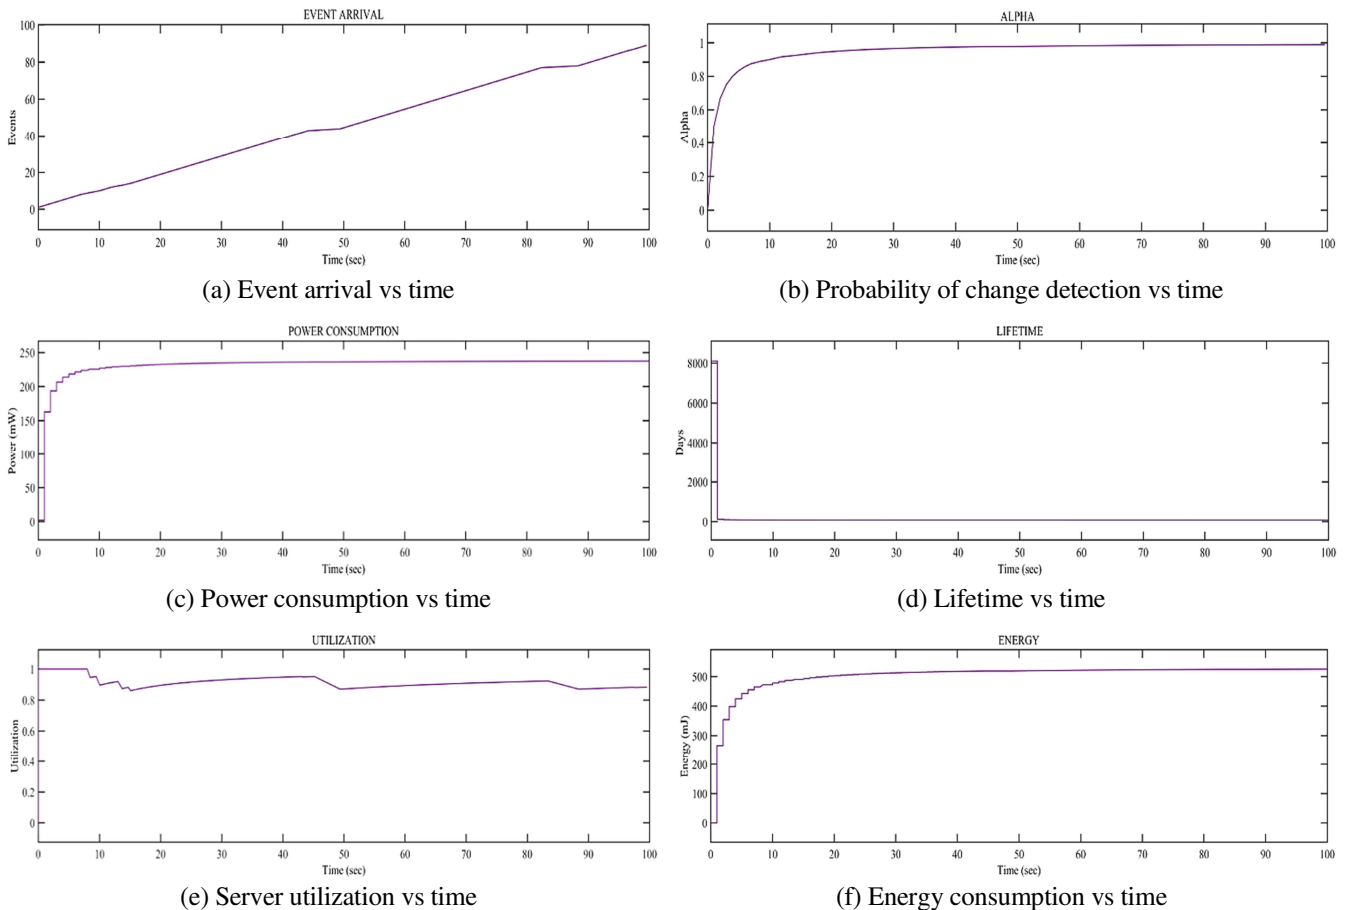 EVENT ARRIVAL
100
80
60
40
20
0
Events
0 10 20 30 40 50 60 70 80 90 100
Time (sec)
(a) Event arrival vs time
ALPHA
1
0.8
0.6
0.4
0.2
0
Alpha
0 10 20 30 40 50 60 70 80 90 100
Time (sec)
(b) Probability of change detection vs time
POWER CONSUMPTION
250
200
150
100
50
0
Power (mW)
0 10 20 30 40 50 60 70 80 90 100
Time (sec)
(c) Power consumption vs time
LIFETIME
8000
6000
4000
2000
0
Days
0 10 20 30 40 50 60 70 80 90 100
Time (sec)
(d) Lifetime vs time
UTILIZATION
1
0.8
0.6
0.4
0.2
0
Utilization
0 10 20 30 40 50 60 70 80 90 100
Time (sec)
(e) Server utilization vs time
ENERGY
500
400
300
200
100
0
Energy (mJ)
0 10 20 30 40 50 60 70 80 90 100
Time (sec)
(f) Energy consumption vs time